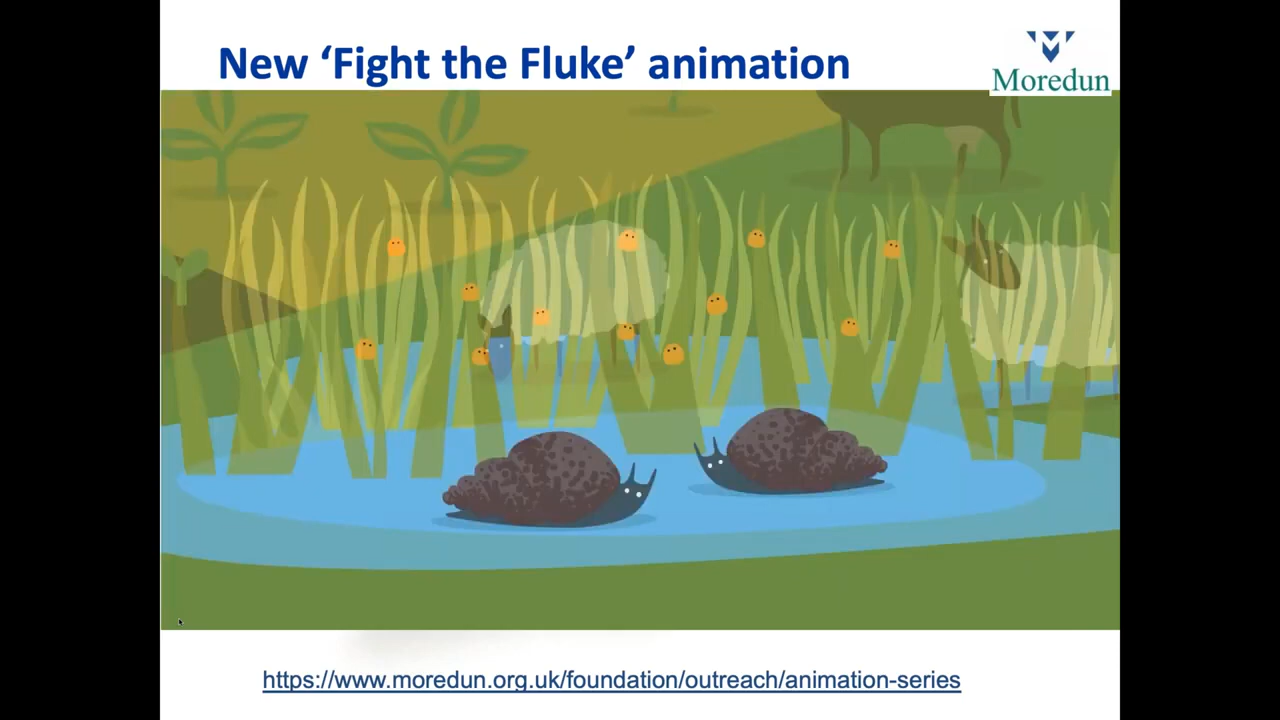 New ‘Fight the Fluke’ animation
Moredun
https://www.moredun.org.uk/foundation/outreach/animation-series